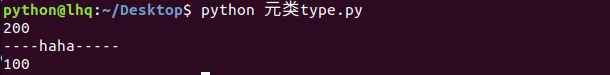 python@lhq:~/Desktop$ python 元类type.py
200
----haha-----
100